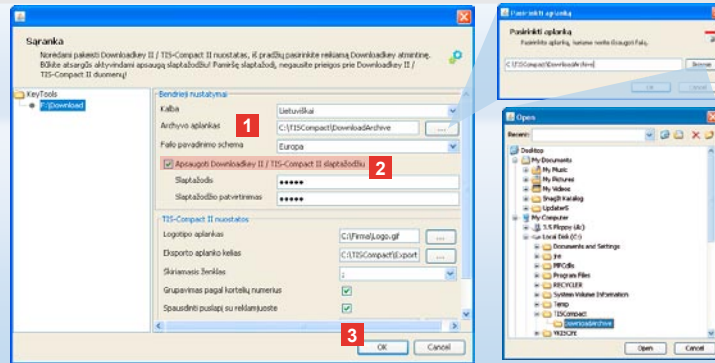 Sąranka
Norėdami pakeisti Downloadkey II / TIS-Compact II nuostatas, iš pradžių pasirinkite reikiamą Downloadkey atmintinę.
Būkite atsargūs aktyvindami apsaugą slaptažodžiu! Pamiršę slaptažodį, negausite prieigos prie Downloadkey II /
TIS-Compact II duomenų!
KeyTools
F:\Download
Bendrieji nustatymai
Kalba
Lietuviškai
Archyvo aplankas
1
C:\TISCompact\DownloadArchive
...
Failo pavadinimo schema
Europa
Apsaugoti Downloadkey II / TIS-Compact II slaptažodžiu
2
Slaptažodis
•••••
Slaptažodžio patvirtinimas
•••••
TIS-Compact II nuostatos
Logotipo aplankas
C:\Firma\Logo.gif
...
Eksporto aplanko kelias
C:\TISCompact\Export
...
Skiriamasis ženklas
;
Grupavimas pagal kortelių numerius
Spausdinti puslapį su reklamjuoste
3
OK
Cancel
Pasirinkti aplanką
Pasirinkti aplanką
C:\TISCompact\DownloadArchive
Browse
OK
Cancel
Open
Recent:
Desktop
My Documents
My Music
My Pictures
My Videos
SnagIt Katalog
Updater5
My Computer
3.5 Floppy (A:)
Local Disk (C:)
Documents and Settings
Program Files
RECYCLER
System Volume Information
Temp
TISCompact
DownloadArchive
Open
Cancel